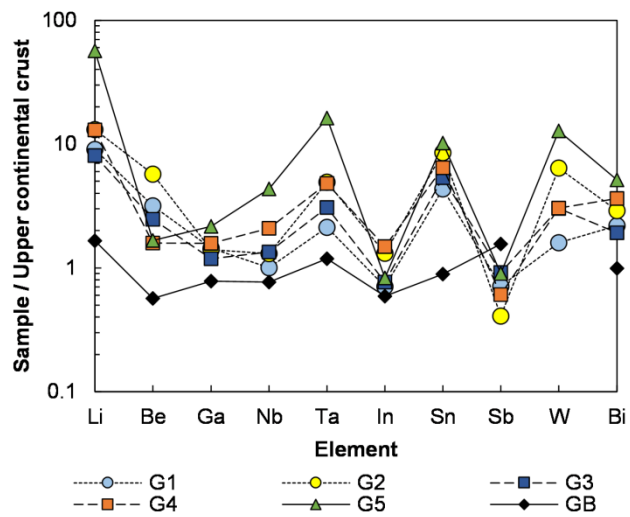 Sample / Upper continental crust
100
10
1
0.1
Li Be Ga Nb Ta In Sn Sb W Bi
Element
G1 G2 G3
G4 G5 GB